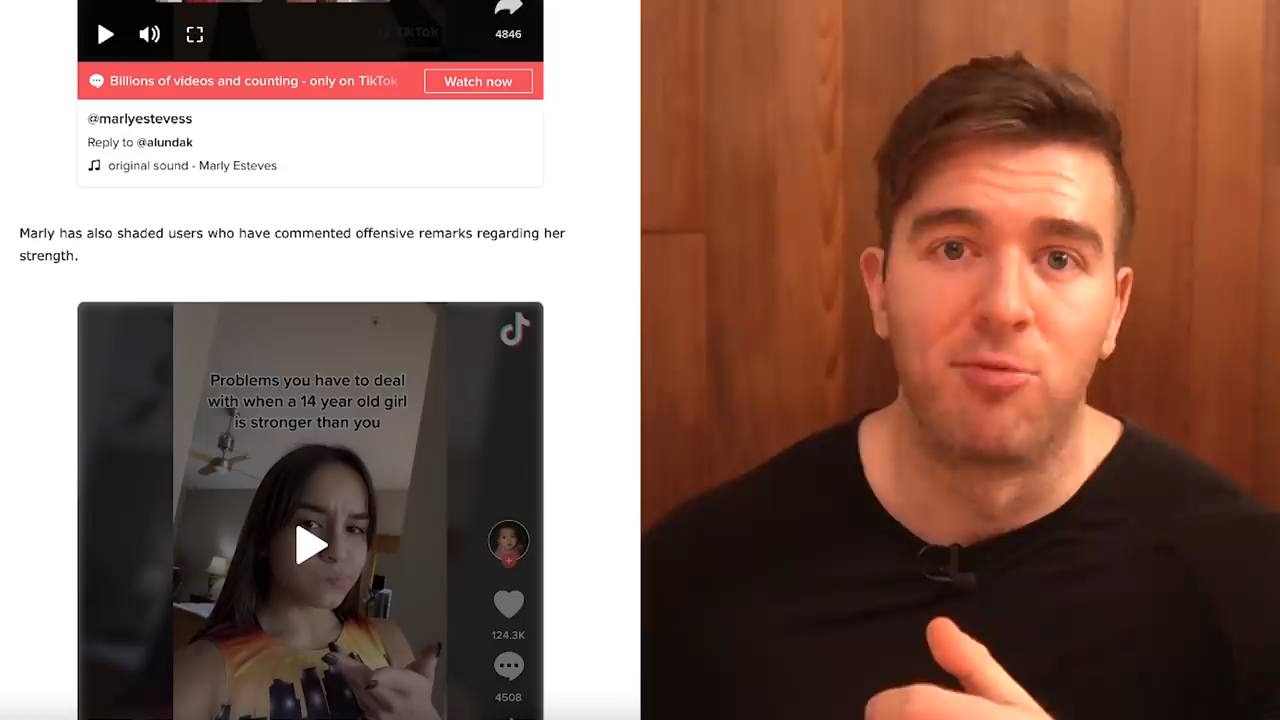 TikTok
4846
Billions of videos and counting - only on TikTok
Watch now
@marlyestevess
Reply to @alundak
original sound - Marly Esteves
Marly has also shaded users who have commented offensive remarks regarding her
strength.
Problems you have to deal
with when a 14 year old girl
is stronger than you
124.3K
4508